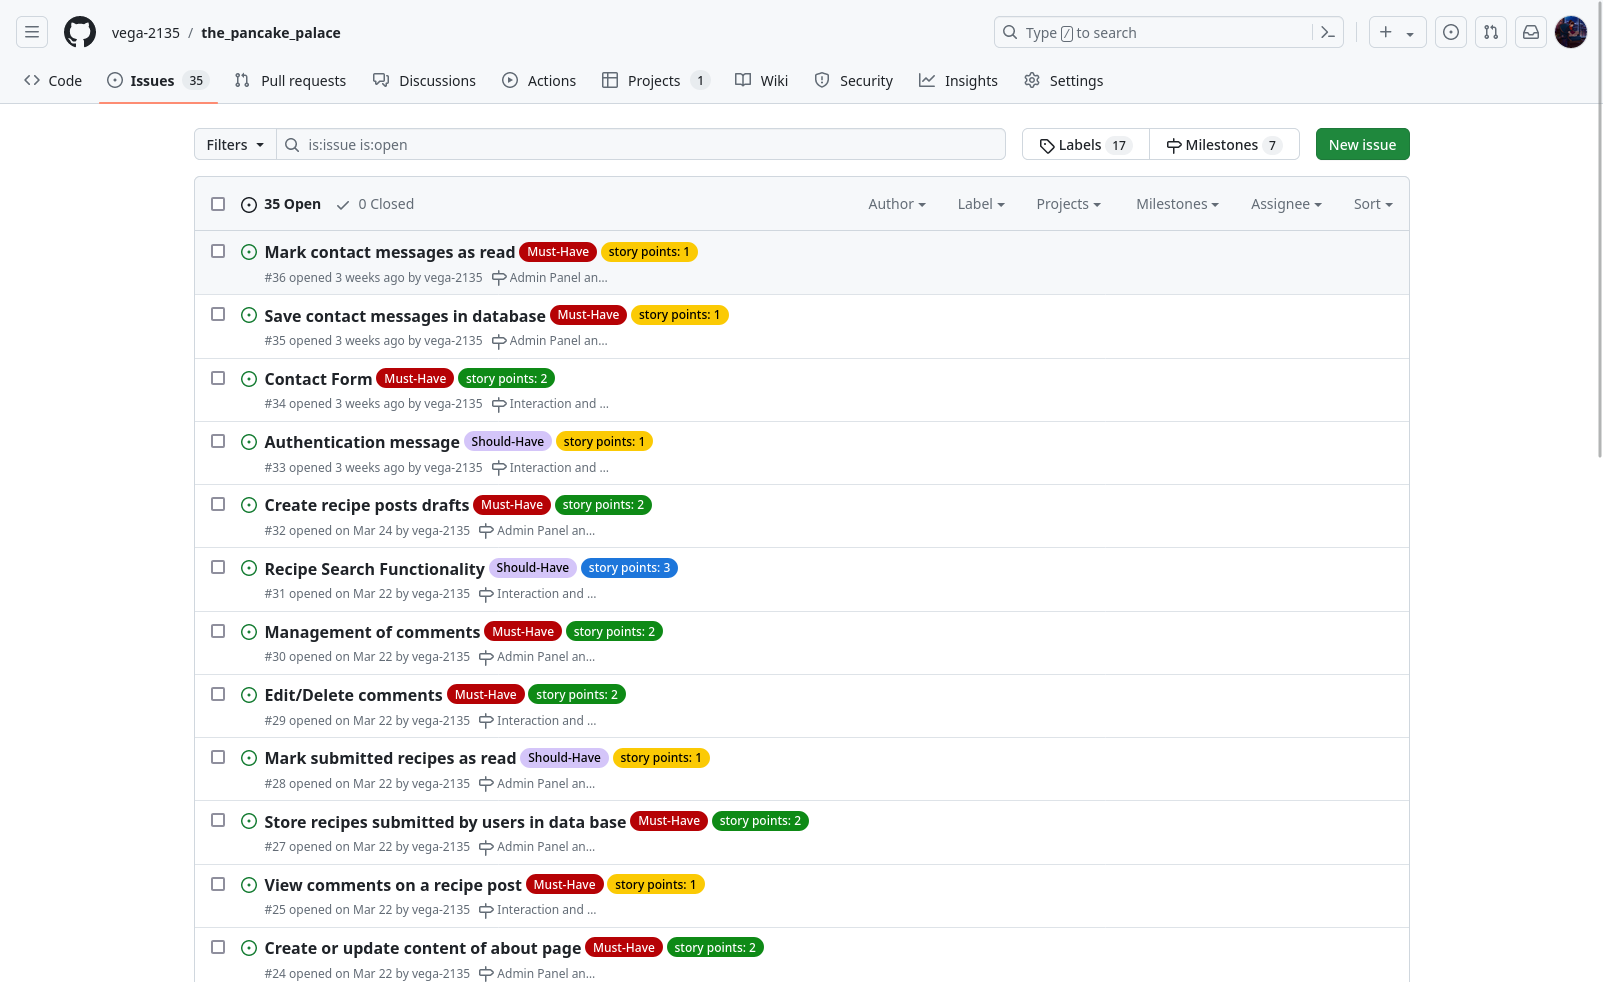 vega-2135 / the_pancake_palace
Type / to search
Code
Issues 35
Pull requests
Discussions
Actions
Projects 1
Wiki
Security
Insights
Settings
Filters
is:issue is:open
Labels 17
Milestones 7
New issue
35 Open
0 Closed
Author
Label
Projects
Milestones
Assignee
Sort
Mark contact messages as read Must-Have story points: 1
#36 opened 3 weeks ago by vega-2135 Admin Panel an...
Save contact messages in database Must-Have story points: 1
#35 opened 3 weeks ago by vega-2135 Admin Panel an...
Contact Form Must-Have story points: 2
#34 opened 3 weeks ago by vega-2135 Interaction and ...
Authentication message Should-Have story points: 1
#33 opened 3 weeks ago by vega-2135 Interaction and ...
Create recipe posts drafts Must-Have story points: 2
#32 opened on Mar 24 by vega-2135 Admin Panel an...
Recipe Search Functionality Should-Have story points: 3
#31 opened on Mar 22 by vega-2135 Interaction and ...
Management of comments Must-Have story points: 2
#30 opened on Mar 22 by vega-2135 Admin Panel an...
Edit/Delete comments Must-Have story points: 2
#29 opened on Mar 22 by vega-2135 Interaction and ...
Mark submitted recipes as read Should-Have story points: 1
#28 opened on Mar 22 by vega-2135 Admin Panel an...
Store recipes submitted by users in data base Must-Have story points: 2
#27 opened on Mar 22 by vega-2135 Admin Panel an...
View comments on a recipe post Must-Have story points: 1
#25 opened on Mar 22 by vega-2135 Interaction and ...
Create or update content of about page Must-Have story points: 2
#24 opened on Mar 22 by vega-2135 Admin Panel an...